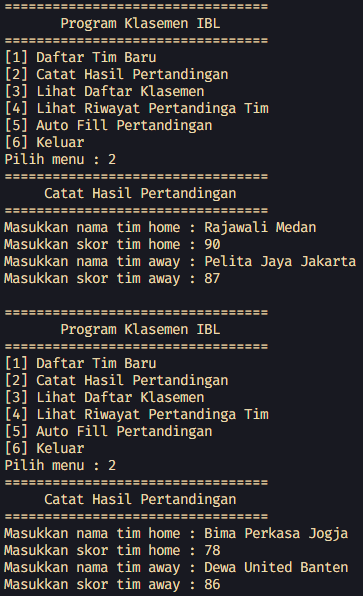 =================================
Program Klasemen IBL
=================================
[1] Daftar Tim Baru
[2] Catat Hasil Pertandingan
[3] Lihat Daftar Klasemen
[4] Lihat Riwayat Pertandinga Tim
[5] Auto Fill Pertandingan
[6] Keluar
Pilih menu : 2
=================================
Catat Hasil Pertandingan
=================================
Masukkan nama tim home : Rajawali Medan
Masukkan skor tim home : 90
Masukkan nama tim away : Pelita Jaya Jakarta
Masukkan skor tim away : 87

=================================
Program Klasemen IBL
=================================
[1] Daftar Tim Baru
[2] Catat Hasil Pertandingan
[3] Lihat Daftar Klasemen
[4] Lihat Riwayat Pertandinga Tim
[5] Auto Fill Pertandingan
[6] Keluar
Pilih menu : 2
=================================
Catat Hasil Pertandingan
=================================
Masukkan nama tim home : Bima Perkasa Jogja
Masukkan skor tim home : 78
Masukkan nama tim away : Dewa United Banten
Masukkan skor tim away : 86